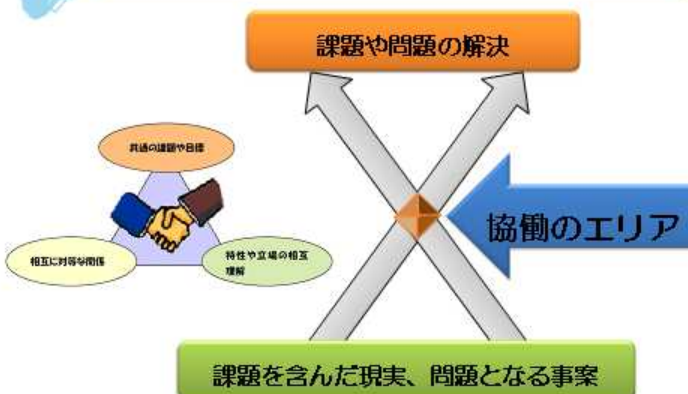 課題や問題の解決
共通の課題や目標
協働のエリア
相互に対等な関係
特性や立場の相互
理解
課題を含んだ現実、問題となる事案